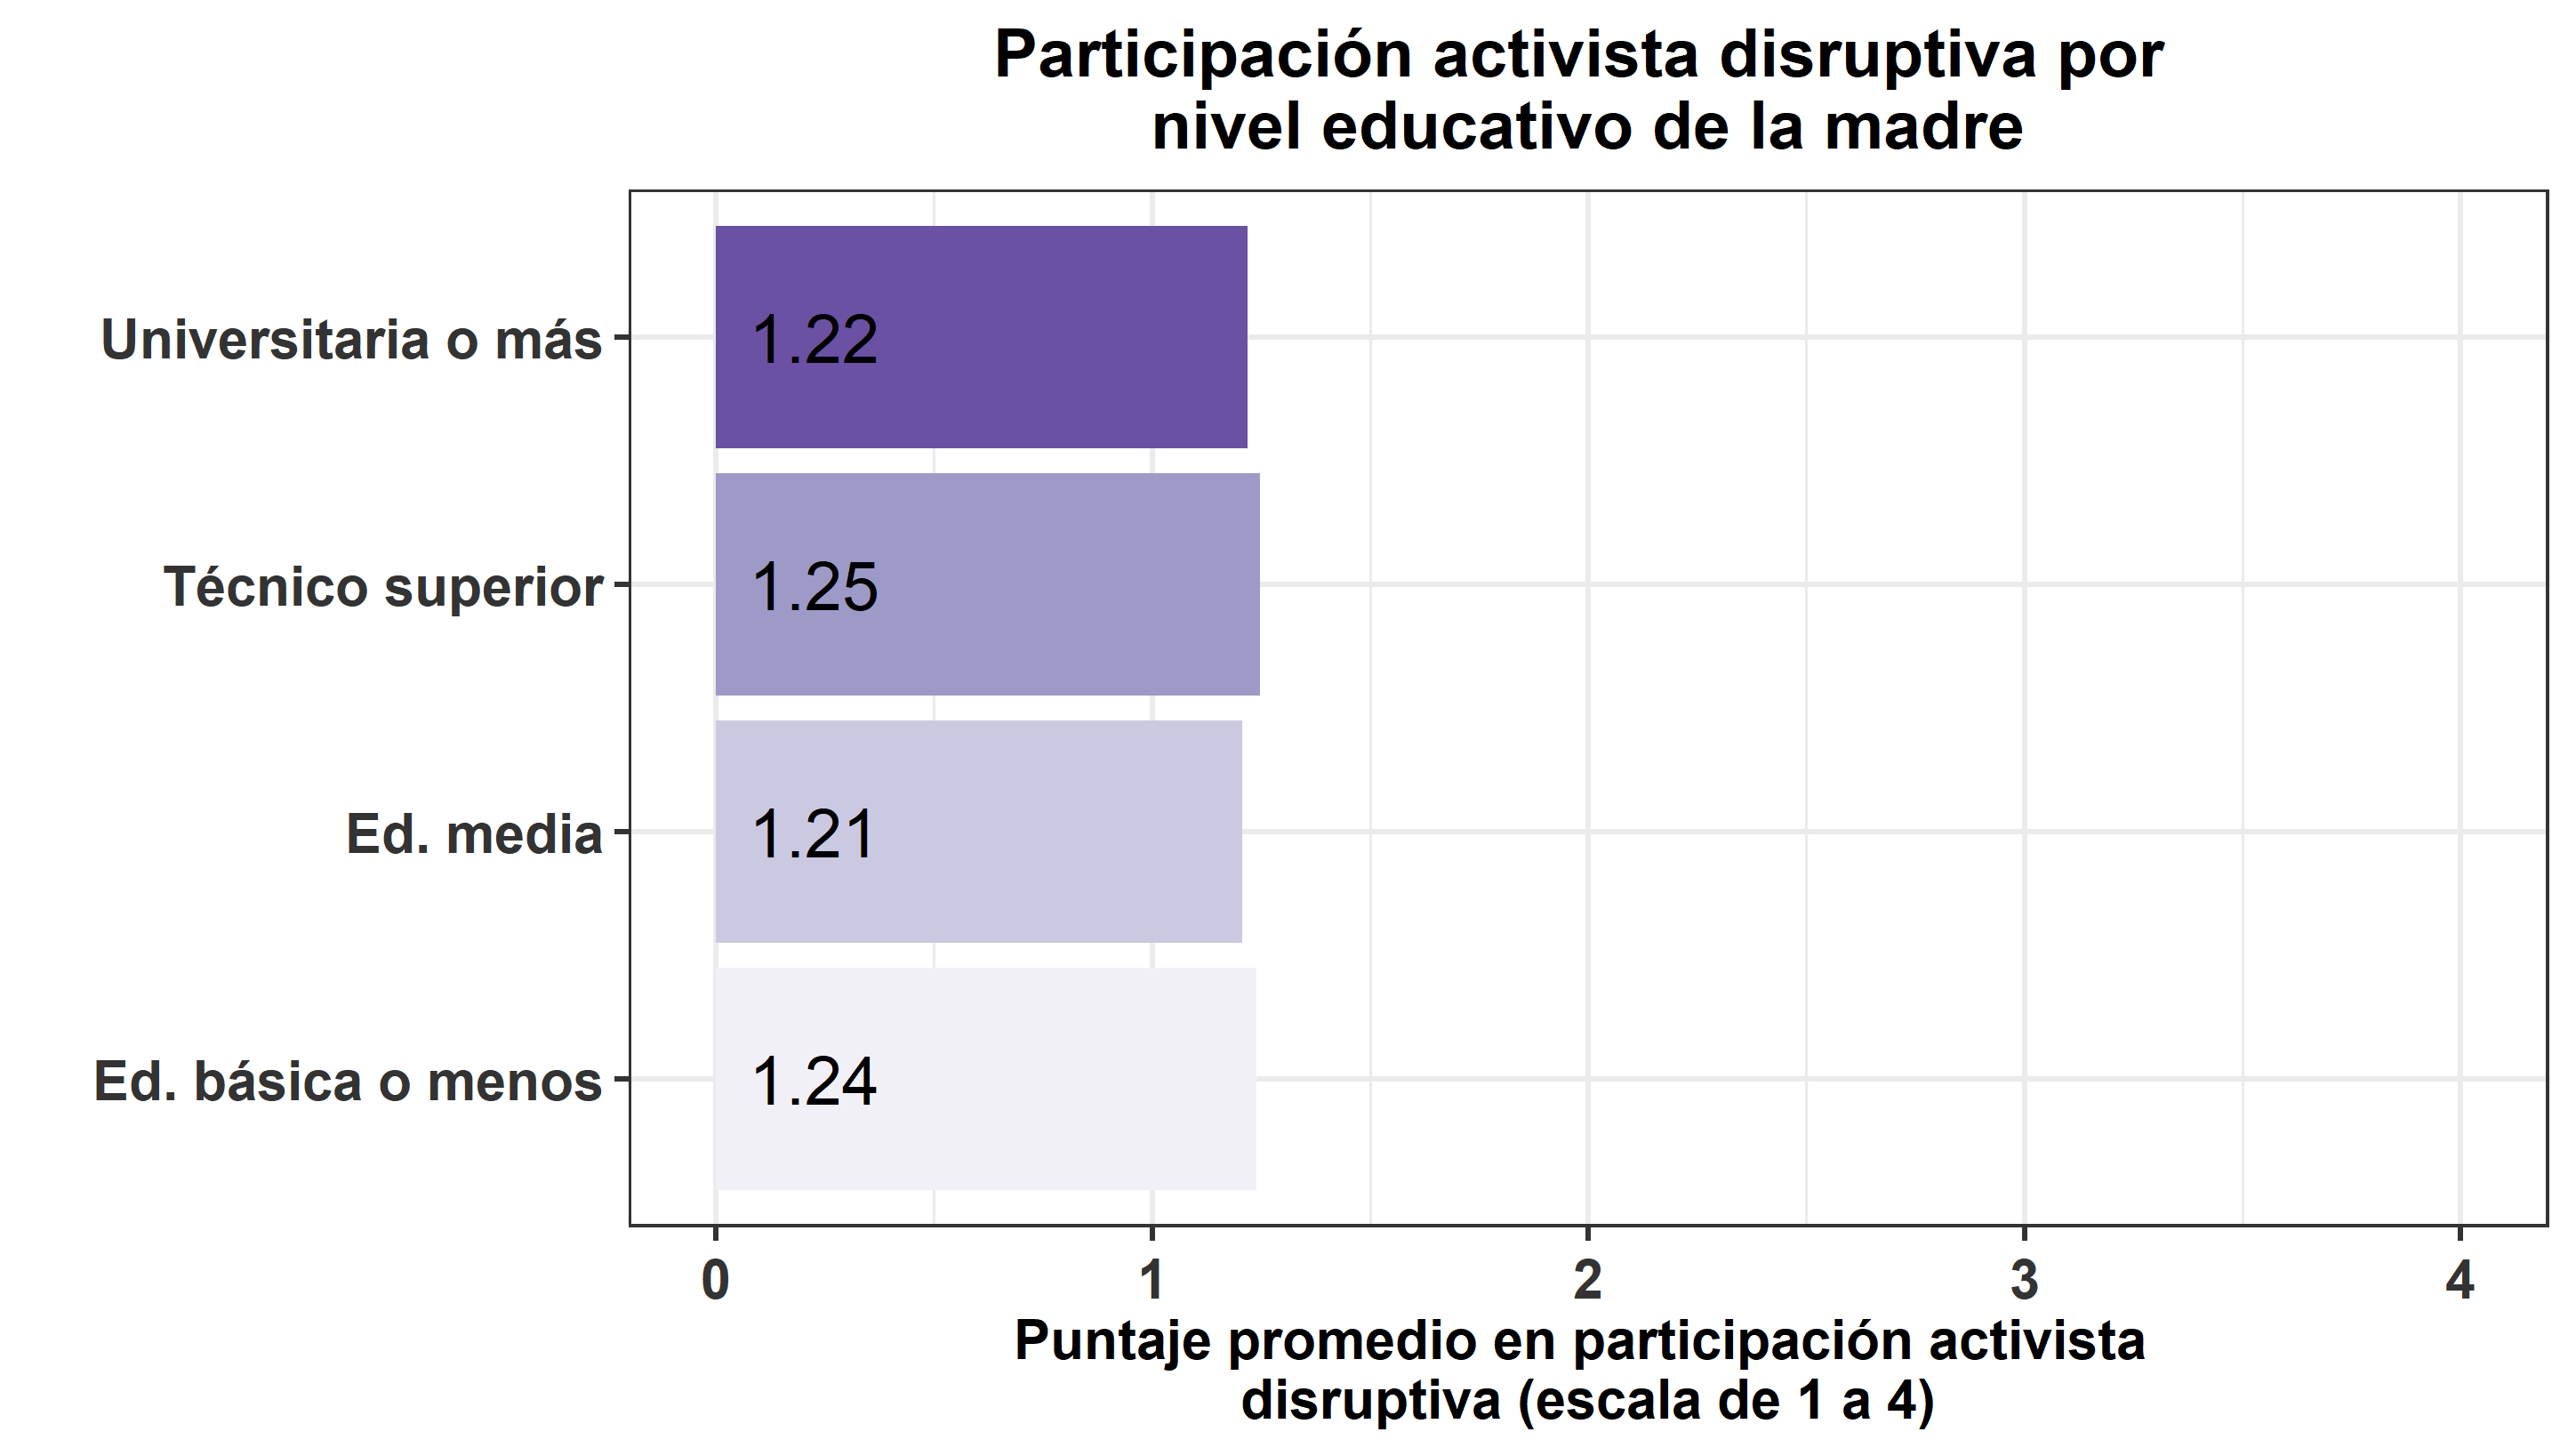 Participación activista disruptiva por
nivel educativo de la madre
Universitaria o más
1.22
Técnico superior
1.25
Ed. media
1.21
Ed. básica o menos
1.24
0 1 2 3 4
Puntaje promedio en participación activista
disruptiva (escala de 1 a 4)